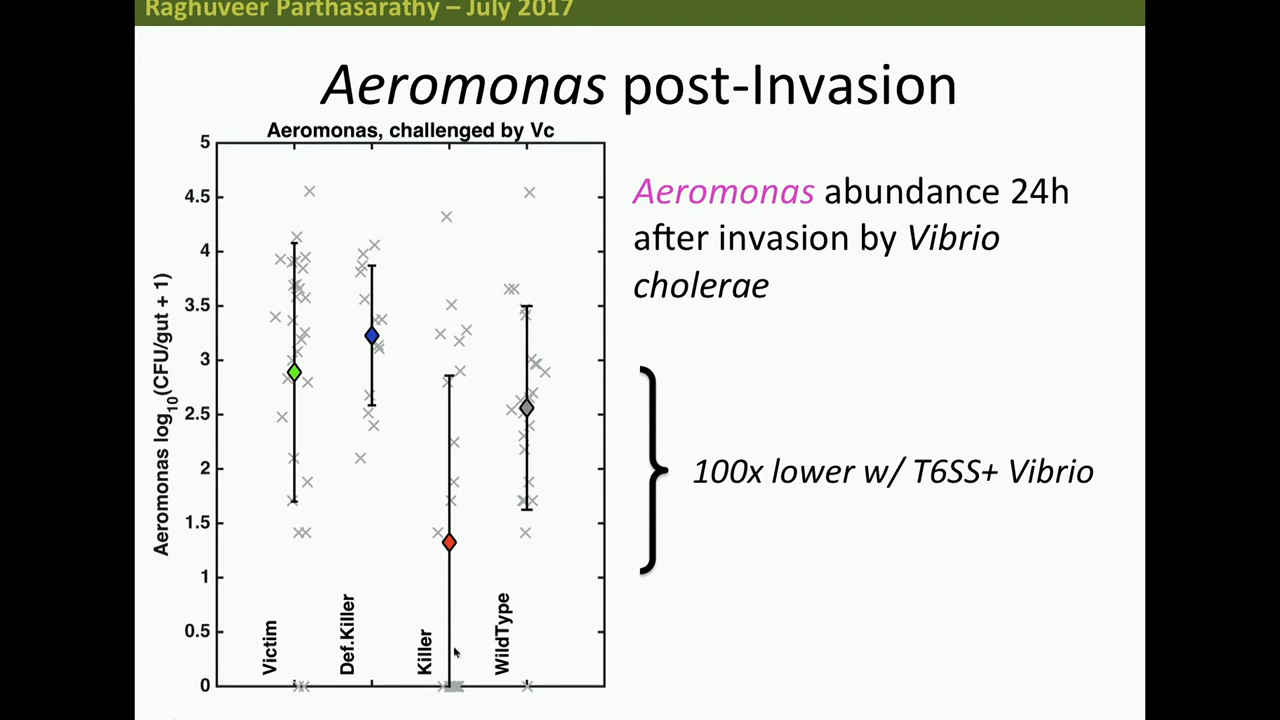 Raghuveer Parthasarathy – July 2017
Aeromonas post-Invasion
Aeromonas, challenged by Vc
5
4.5
4
3.5
3
2.5
2
1.5
1
0.5
0
Aeromonas log10(CFU/gut + 1)
Victim
Def.Killer
Killer
WildType
Aeromonas abundance 24h
after invasion by Vibrio
cholerae
100x lower w/ T6SS+ Vibrio